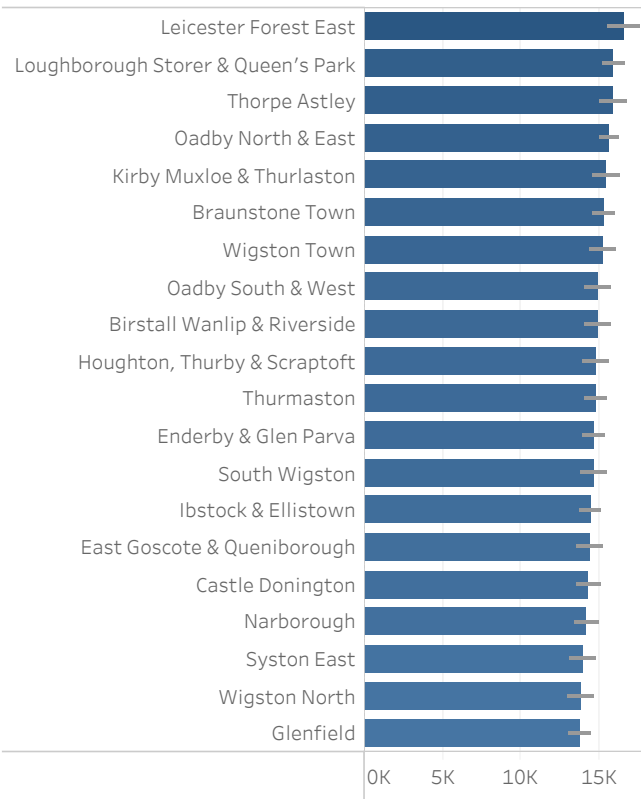 Leicester Forest East
Loughborough Storer & Queen's Park
Thorpe Astley
Oadby North & East
Kirby Muxloe & Thurlaston
Braunstone Town
Wigston Town
Oadby South & West
Birstall Wanlip & Riverside
Houghton, Thurby & Scraptoft
Thurmaston
Enderby & Glen Parva
South Wigston
Ibstock & Ellistown
East Goscote & Queniborough
Castle Donington
Narborough
Syston East
Wigston North
Glenfield
0K 5K 10K 15K